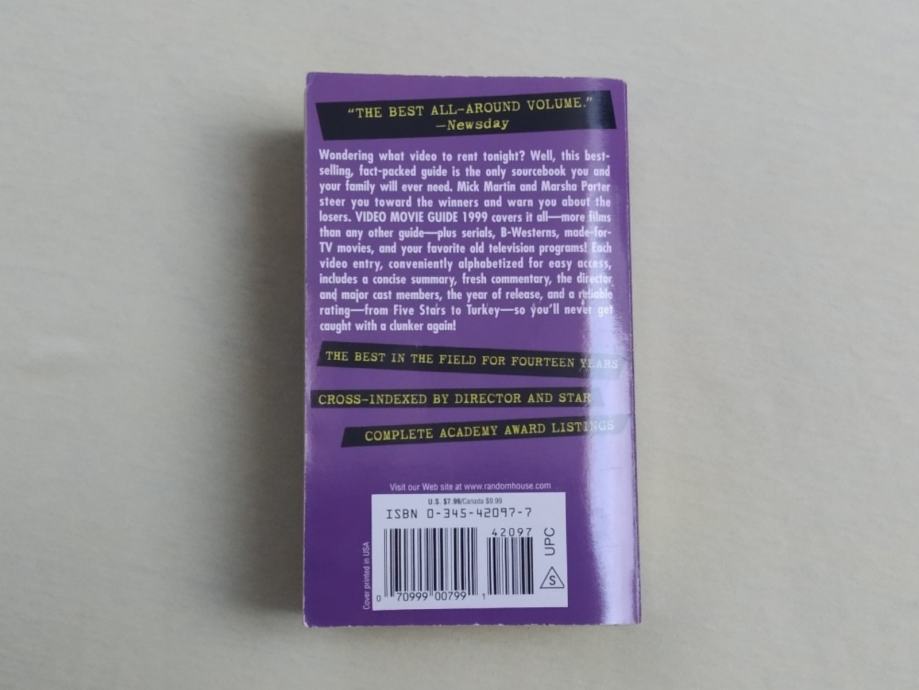 “THE BEST ALL-AROUND VOLUME.”
—Newsday
Wondering what video to rent tonight? Well, this best-
selling, fact-packed guide is the only sourcebook you and
your family will ever need. Mick Martin and Marsha Porter
steer you toward the winners and warn you about the
losers. VIDEO MOVIE GUIDE 1999 covers it all—more films
than any other guide—plus serials, B-Westerns, made-for-
TV movies, and your favorite old television programs! Each
video entry, conveniently alphabetized for easy access,
includes a concise summary, fresh commentary, the director
and major cast members, the year of release, and a reliable
rating—from Five Stars to Turkey—so you'll never get
caught with a clunker again!
THE BEST IN THE FIELD FOR FOURTEEN YEARS
CROSS-INDEXED BY DIRECTOR AND STAR
COMPLETE ACADEMY AWARD LISTINGS
Visit our Web site at www.randomhouse.com
U.S. $7.99/Canada $9.99
ISBN 0-345-42097-7
42097
UPC
S
0 70999 00799 1
Cover printed in USA